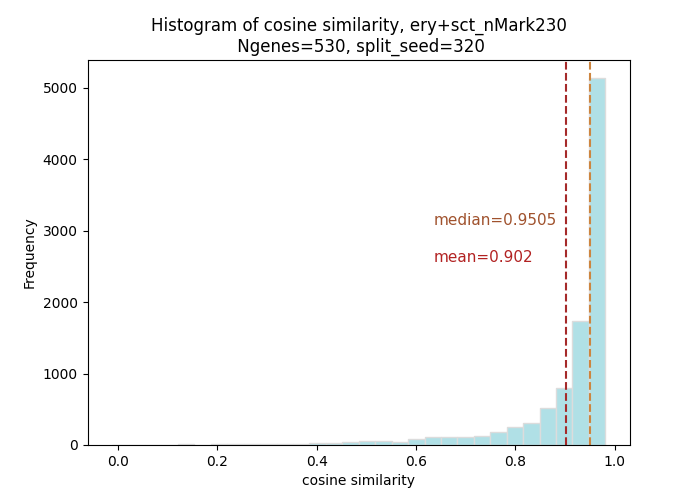 Histogram of cosine similarity, ery+sct_nMark230
Ngenes=530, split_seed=320
Frequency
5000
4000
3000
2000
1000
0
median=0.9505
mean=0.902
0.0 0.2 0.4 0.6 0.8 1.0
cosine similarity